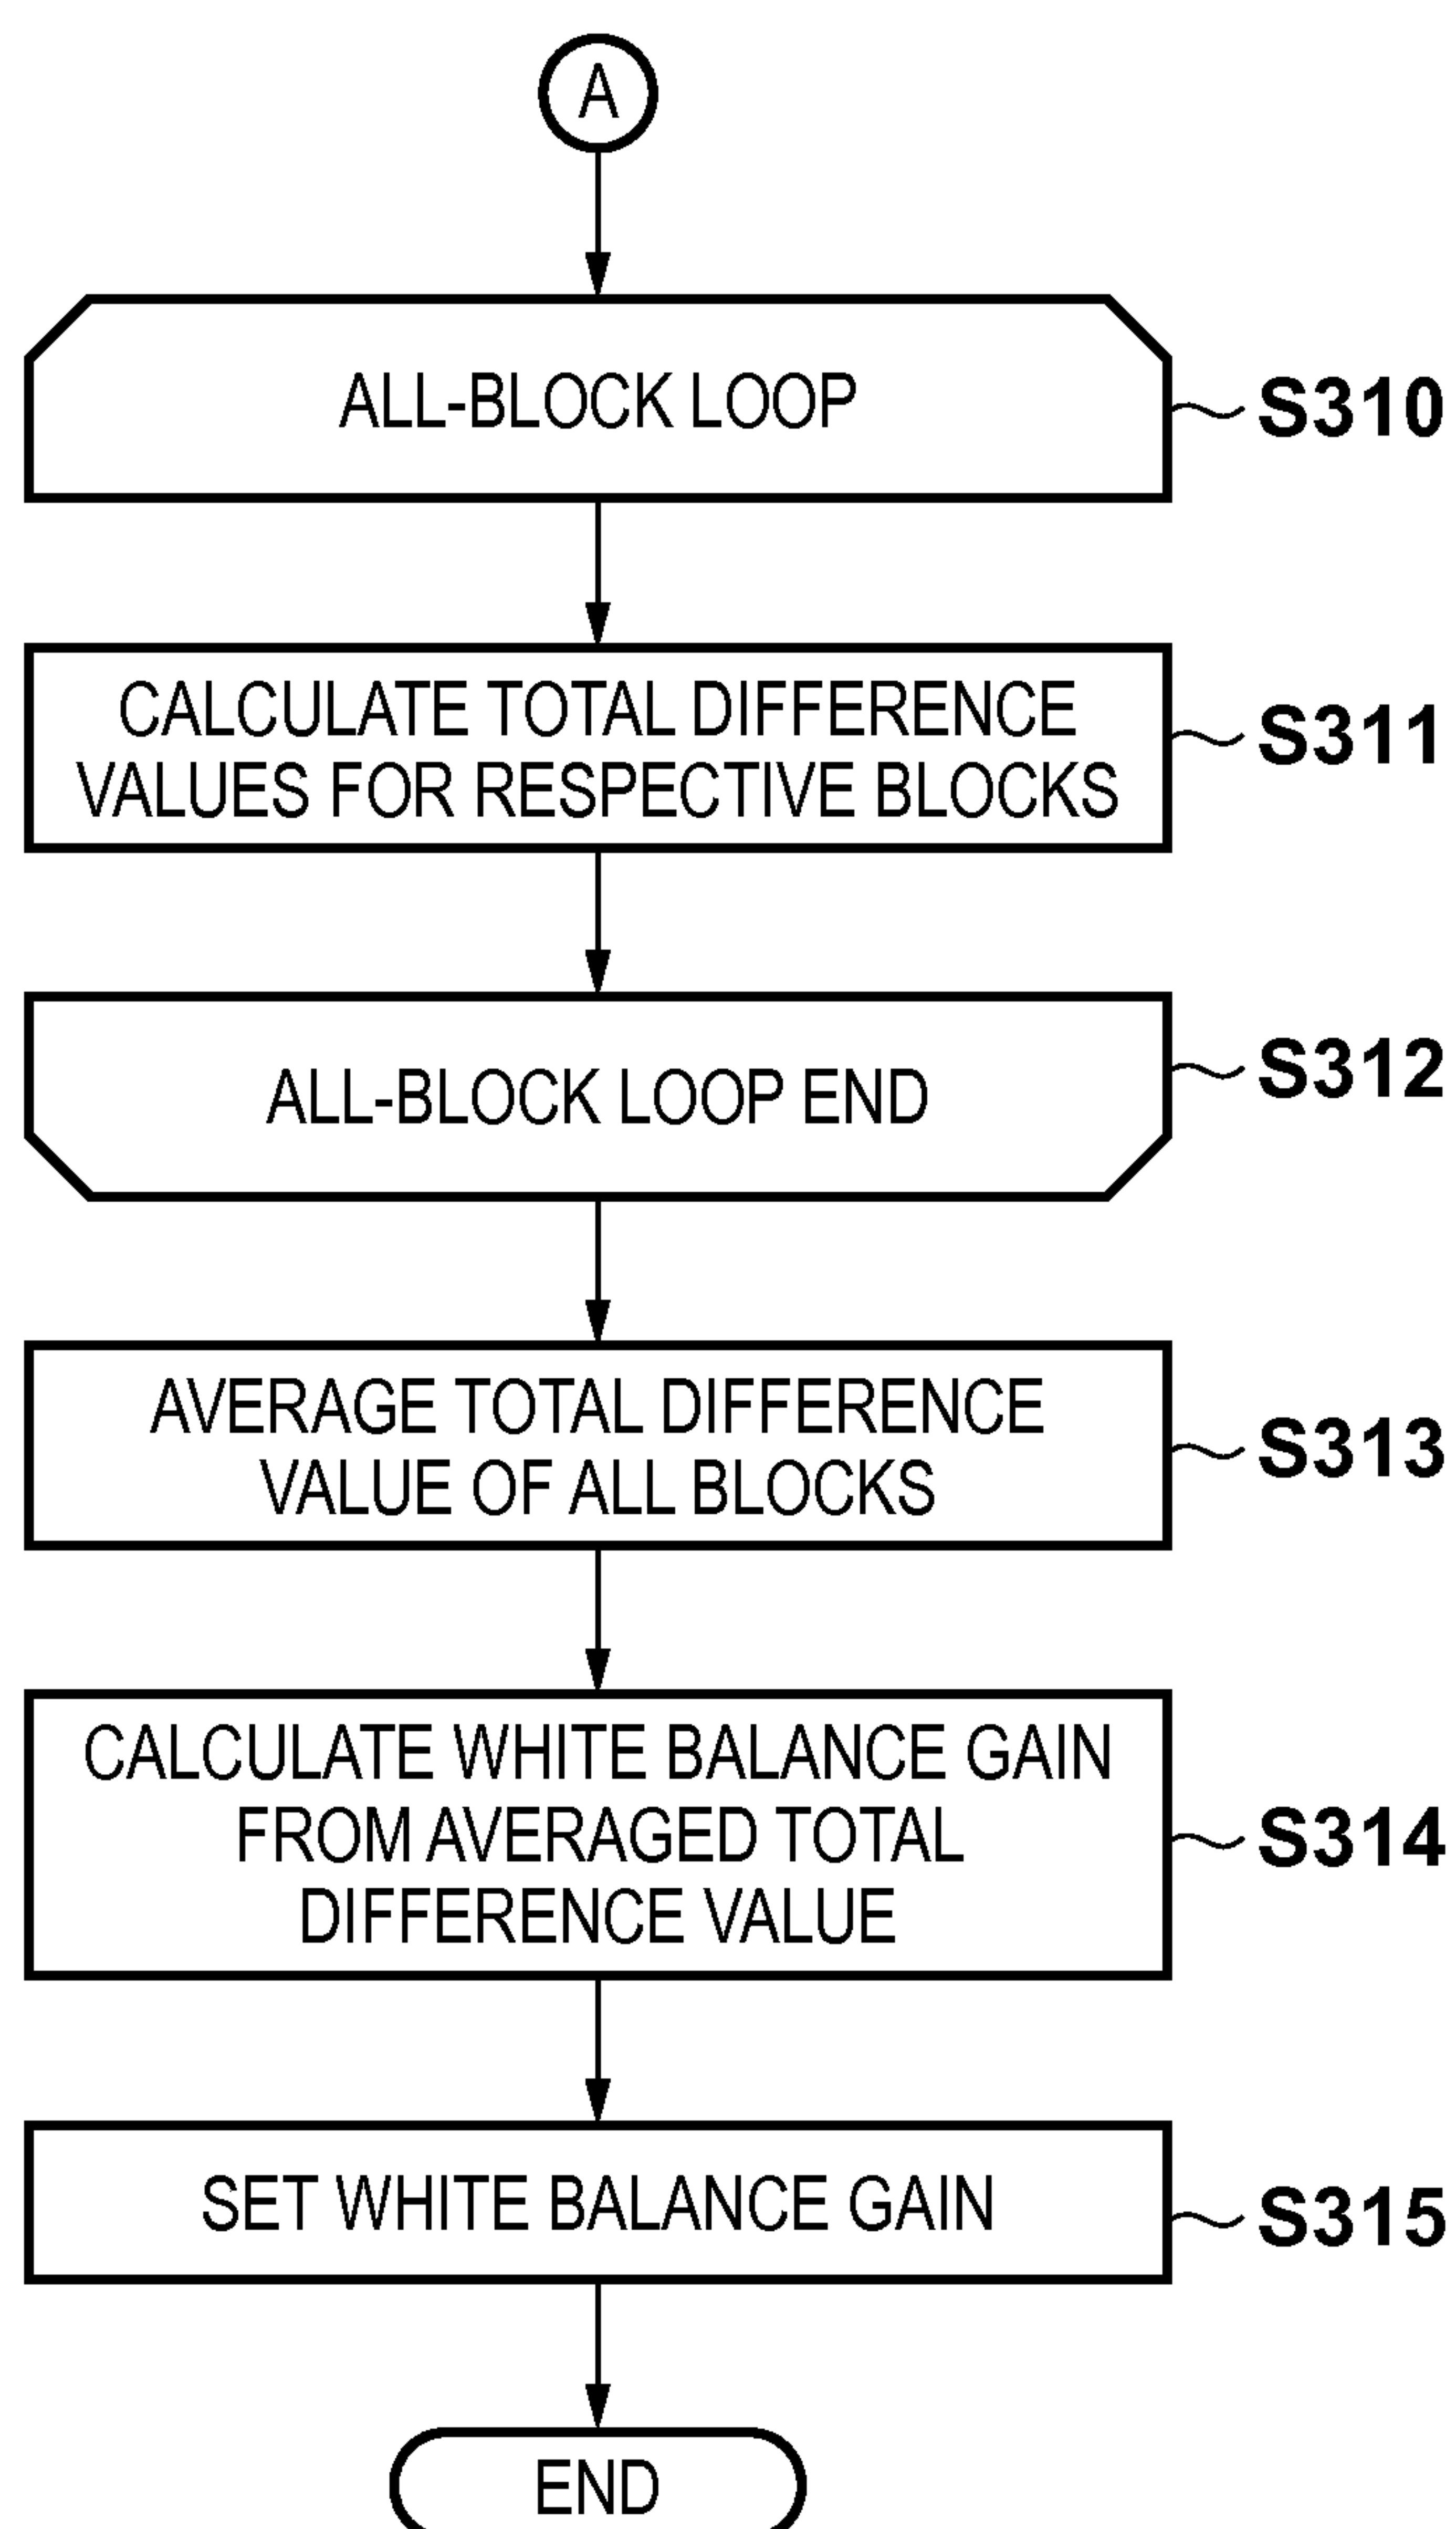 A
ALL-BLOCK LOOP
S310
CALCULATE TOTAL DIFFERENCE
VALUES FOR RESPECTIVE BLOCKS
S311
ALL-BLOCK LOOP END
S312
AVERAGE TOTAL DIFFERENCE
VALUE OF ALL BLOCKS
S313
CALCULATE WHITE BALANCE GAIN
FROM AVERAGED TOTAL
DIFFERENCE VALUE
S314
SET WHITE BALANCE GAIN
S315
END